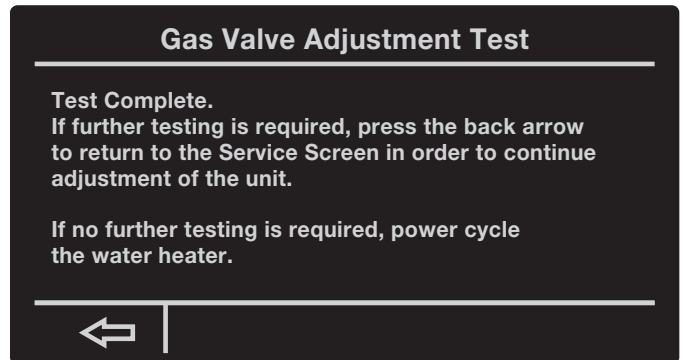 Gas Valve Adjustment Test
Test Complete.
If further testing is required, press the back arrow
to return to the Service Screen in order to continue
adjustment of the unit.
If no further testing is required, power cycle
the water heater.